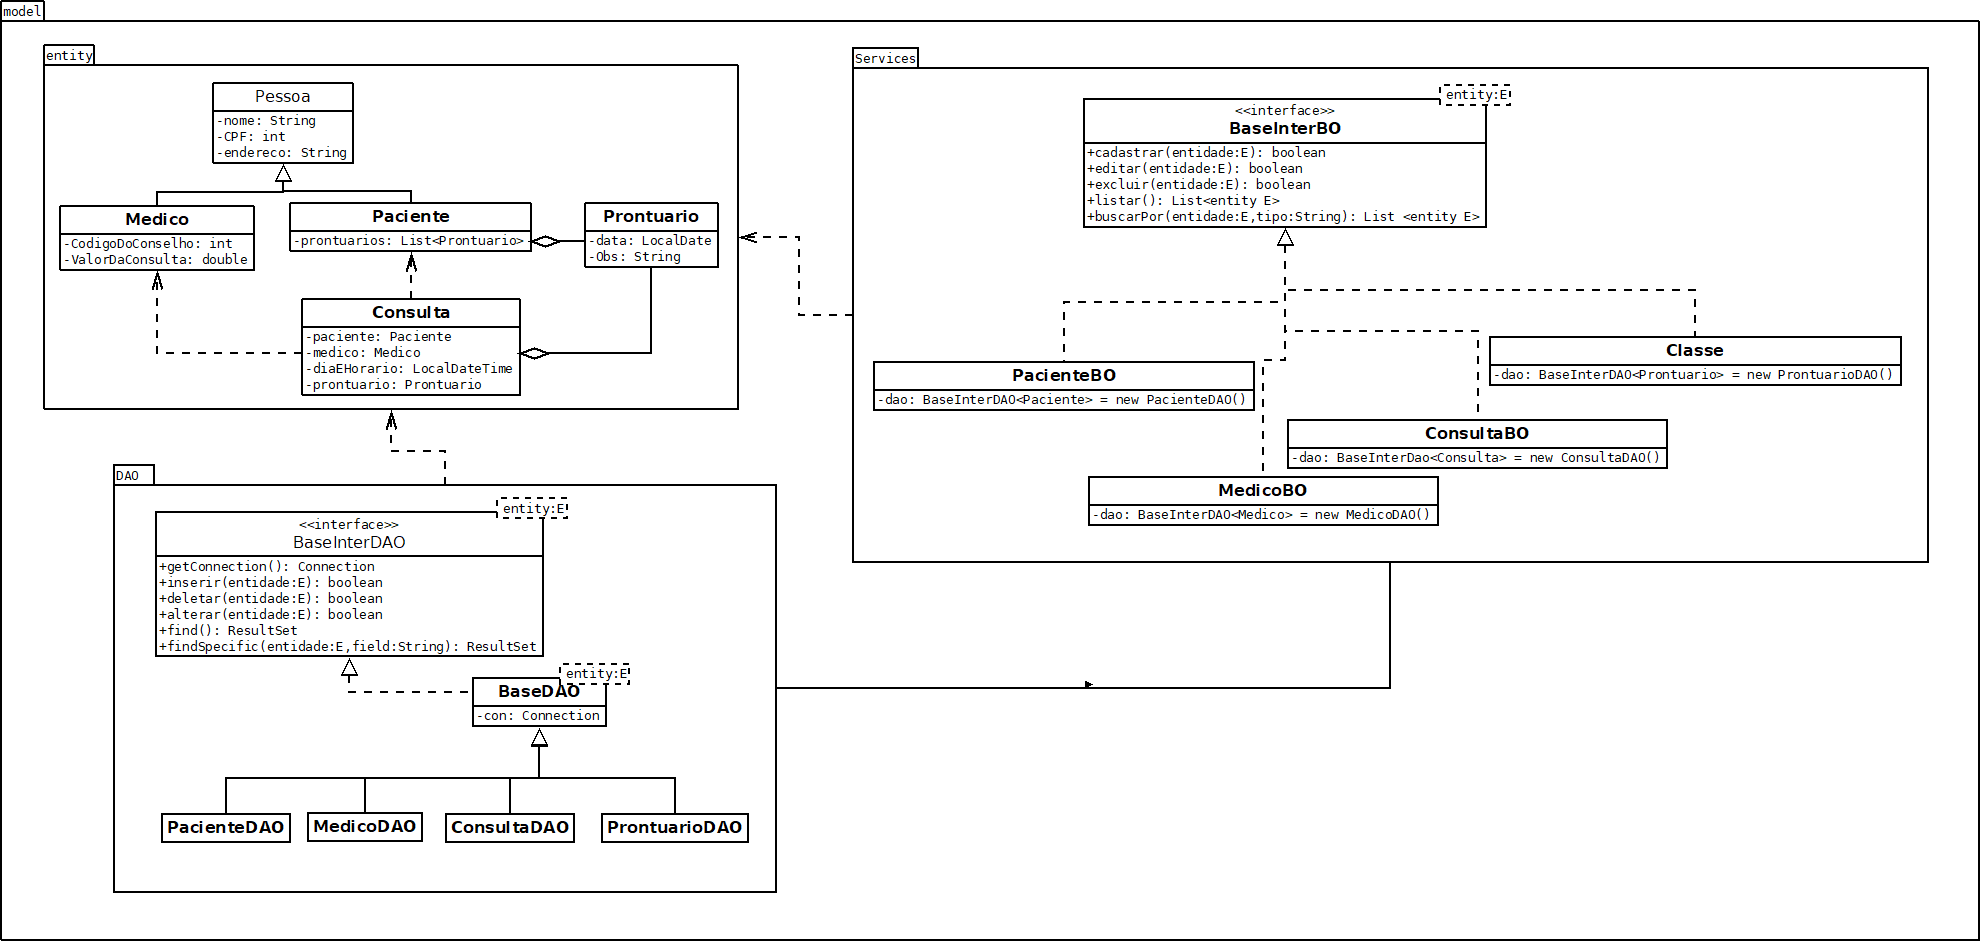 model
entity
Pessoa
-nome: String
-CPF: int
-endereco: String
Medico
-CodigoDoConselho: int
-ValorDaConsulta: double
Paciente
-prontuarios: List<Prontuario>
Prontuario
-data: LocalDate
-Obs: String
Consulta
-paciente: Paciente
-medico: Medico
-diaEHorario: LocalDateTime
-prontuario: Prontuario
Services
entity:E
<<interface>>
BaseInterBO
+cadastrar(entidade:E): boolean
+editar(entidade:E): boolean
+excluir(entidade:E): boolean
+listar(): List<entity E>
+buscarPor(entidade:E,tipo:String): List <entity E>
Classe
-dao: BaseInterDAO<Prontuario> = new ProntuarioDAO()
PacienteBO
-dao: BaseInterDAO<Paciente> = new PacienteDAO()
ConsultaBO
-dao: BaseInterDao<Consulta> = new ConsultaDAO()
MedicoBO
-dao: BaseInterDAO<Medico> = new MedicoDAO()
DAO
entity:E
<<interface>>
BaseInterDAO
+getConnection(): Connection
+inserir(entidade:E): boolean
+deletar(entidade:E): boolean
+alterar(entidade:E): boolean
+find(): ResultSet
+findSpecific(entidade:E,field:String): ResultSet
entity:E
BaseDAO
-con: Connection
PacienteDAO
MedicoDAO
ConsultaDAO
ProntuarioDAO